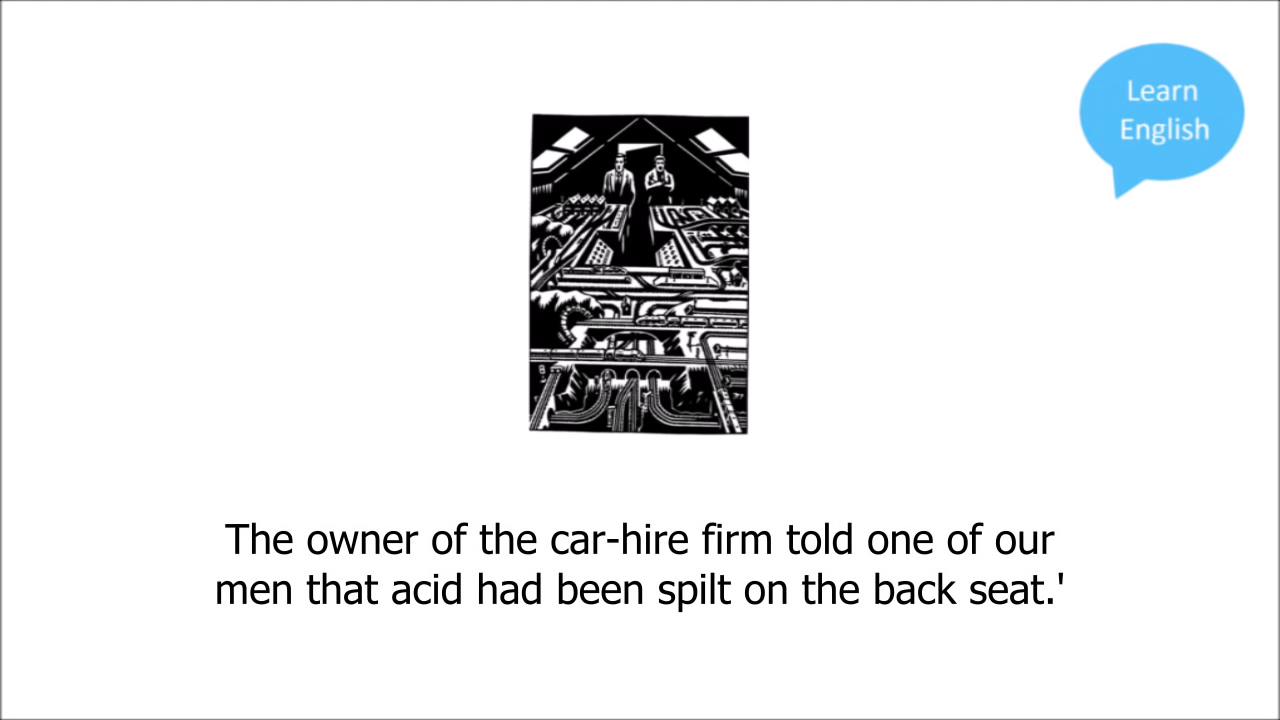 Learn
English
The owner of the car-hire firm told one of our
men that acid had been spilt on the back seat.'